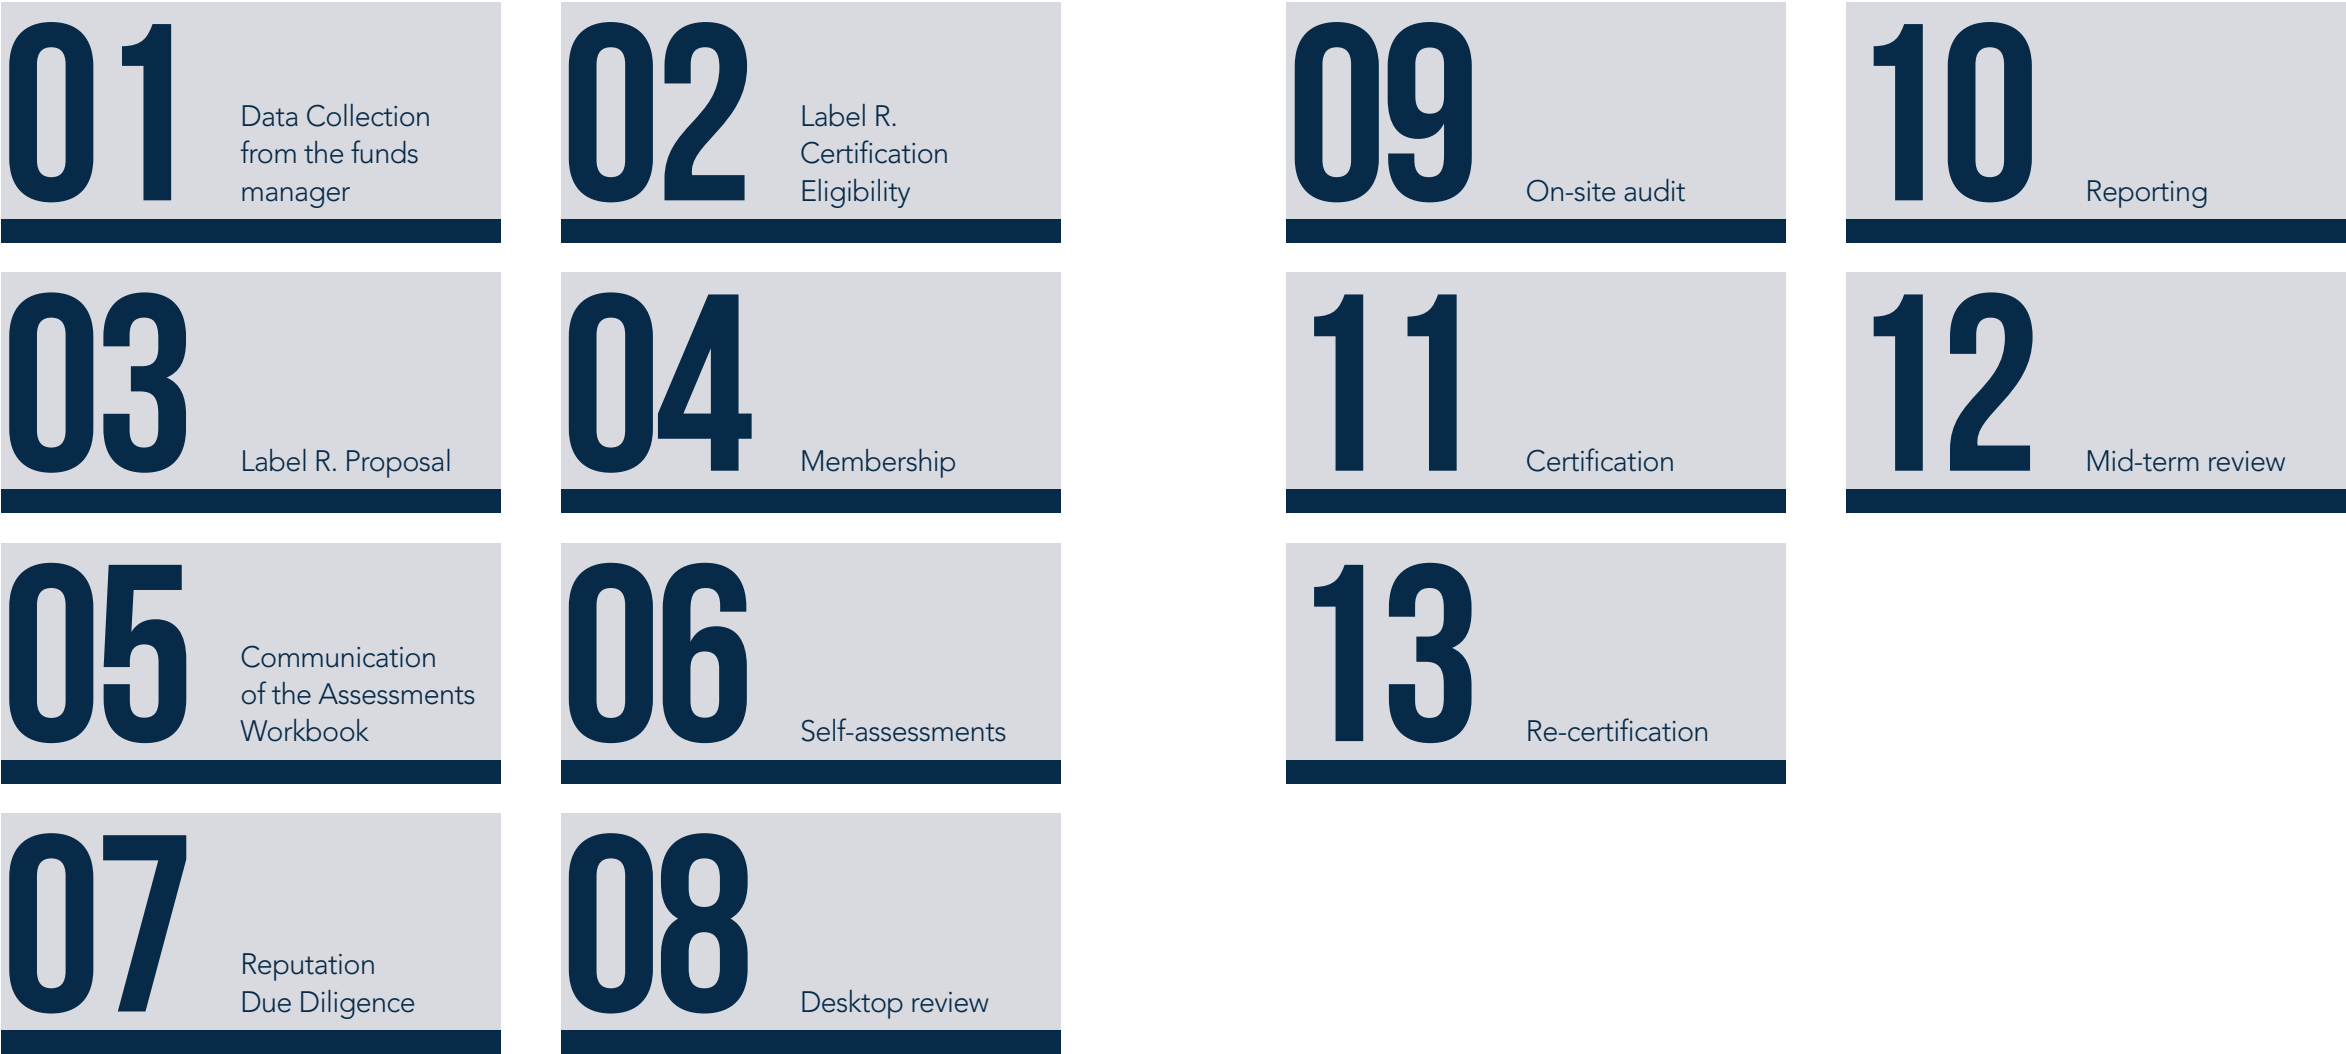 01
Data Collection
from the funds
manager
02
Label R.
Certification
Eligibility
03
Label R. Proposal
04
Membership
05
Communication
of the Assessments
Workbook
06
Self-assessments
07
Reputation
Due Diligence
08
Desktop review
09
On-site audit
10
Reporting
11
Certification
12
Mid-term review
13
Re-certification